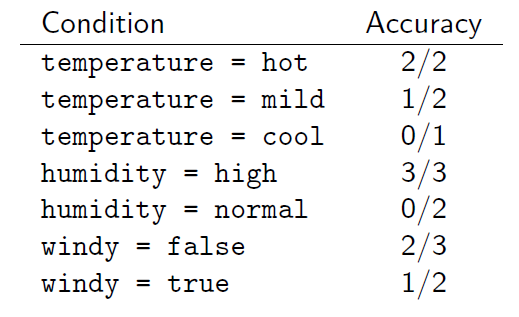 Condition Accuracy
temperature = hot 2/2
temperature = mild 1/2
temperature = cool 0/1
humidity = high 3/3
humidity = normal 0/2
windy = false 2/3
windy = true 1/2